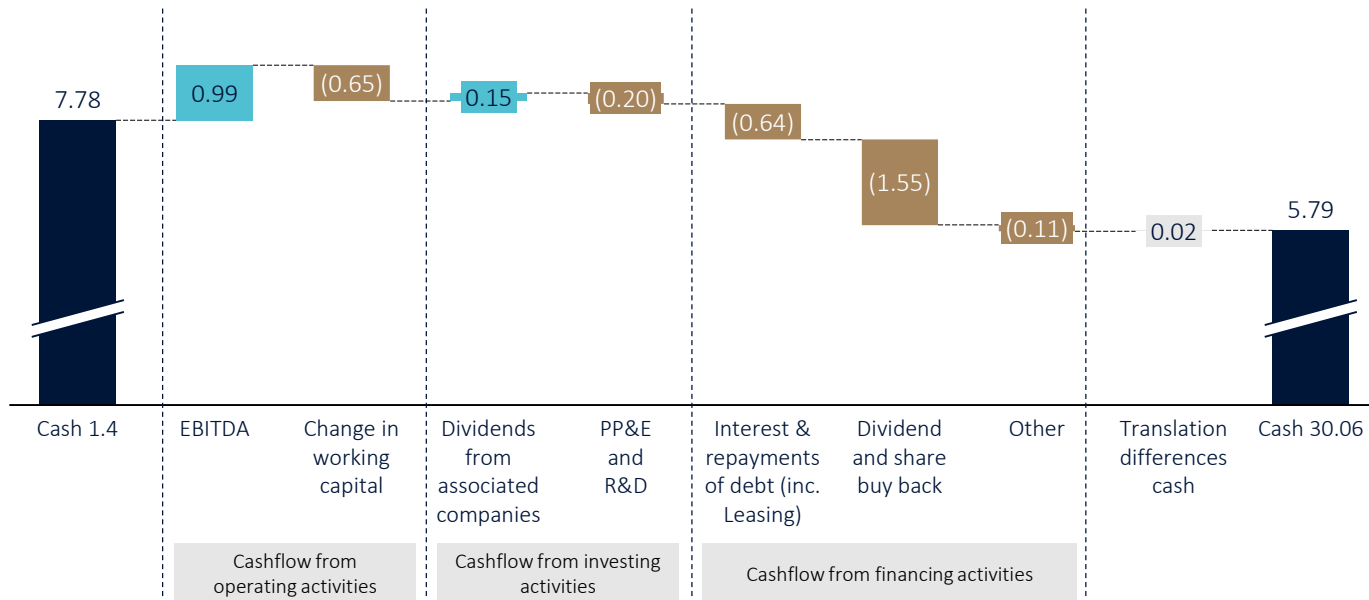 7.78
0.99
(0.65)
0.15
(0.20)
(0.64)
(1.55)
(0.11)
0.02
5.79
Cash 1.4
EBITDA
Change in
working
capital
Dividends
from
associated
companies
PP&E
and
R&D
Interest &
repayments
of debt (inc.
Leasing)
Dividend
and share
buy back
Other
Translation
differences
cash
Cash 30.06
Cashflow from
operating activities
Cashflow from investing
activities
Cashflow from financing activities